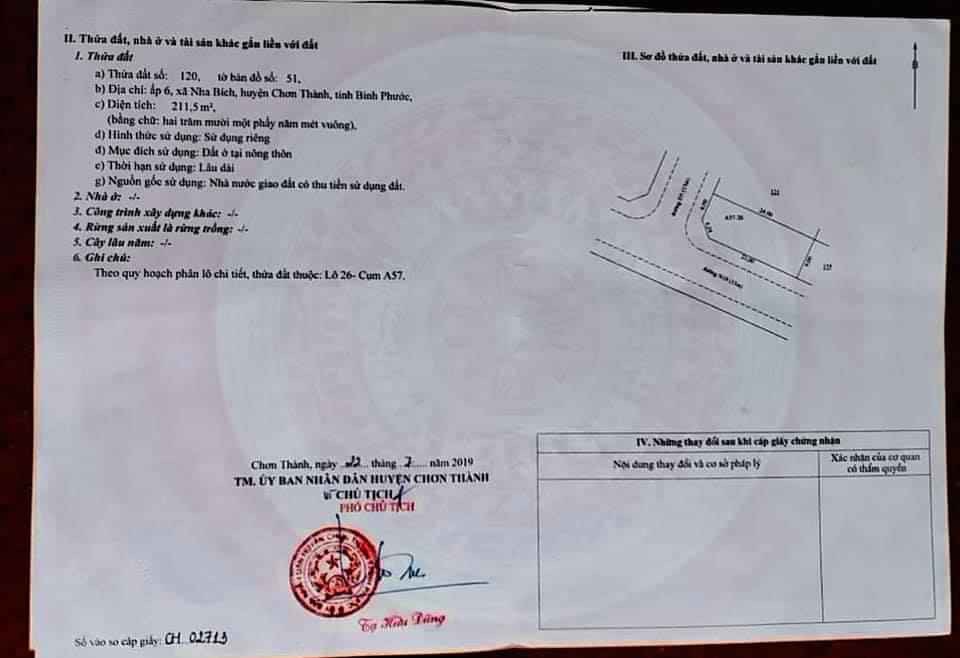 II. Thửa đất, nhà ở và tài sản khác gắn liền với đất
1. Thửa đất
a) Thửa đất số: 120, tờ bản đồ số: 51,
b) Địa chỉ: ấp 6, xã Nha Bích, huyện Chơn Thành, tỉnh Bình Phước,
c) Diện tích: 211,5 m²,
(bằng chữ: hai trăm mười một phẩy năm mét vuông),
d) Hình thức sử dụng: Sử dụng riêng
đ) Mục đích sử dụng: Đất ở tại nông thôn
e) Thời hạn sử dụng: Lâu dài
g) Nguồn gốc sử dụng: Nhà nước giao đất có thu tiền sử dụng đất.
2. Nhà ở: -/-
3. Công trình xây dựng khác: -/-
4. Rừng sản xuất là rừng trồng: -/-
5. Cây lâu năm: -/-
6. Ghi chú:
Theo quy hoạch phân lô chi tiết, thửa đất thuộc: Lô 26- Cụm A57.
III. Sơ đồ thửa đất, nhà ở và tài sản khác gắn liền với đất
A57.26
Chơn Thành, ngày 22 tháng 7 năm 2019
TM. ỦY BAN NHÂN DÂN HUYỆN CHƠN THÀNH
CHỦ TỊCH
PHÓ CHỦ TỊCH
Tạ Hữu Dũng
Số vào sổ cấp giấy: CH 02713
IV. Những thay đổi sau khi cấp giấy chứng nhận
Nội dung thay đổi và cơ sở pháp lý
Xác nhận của cơ quan
có thẩm quyền